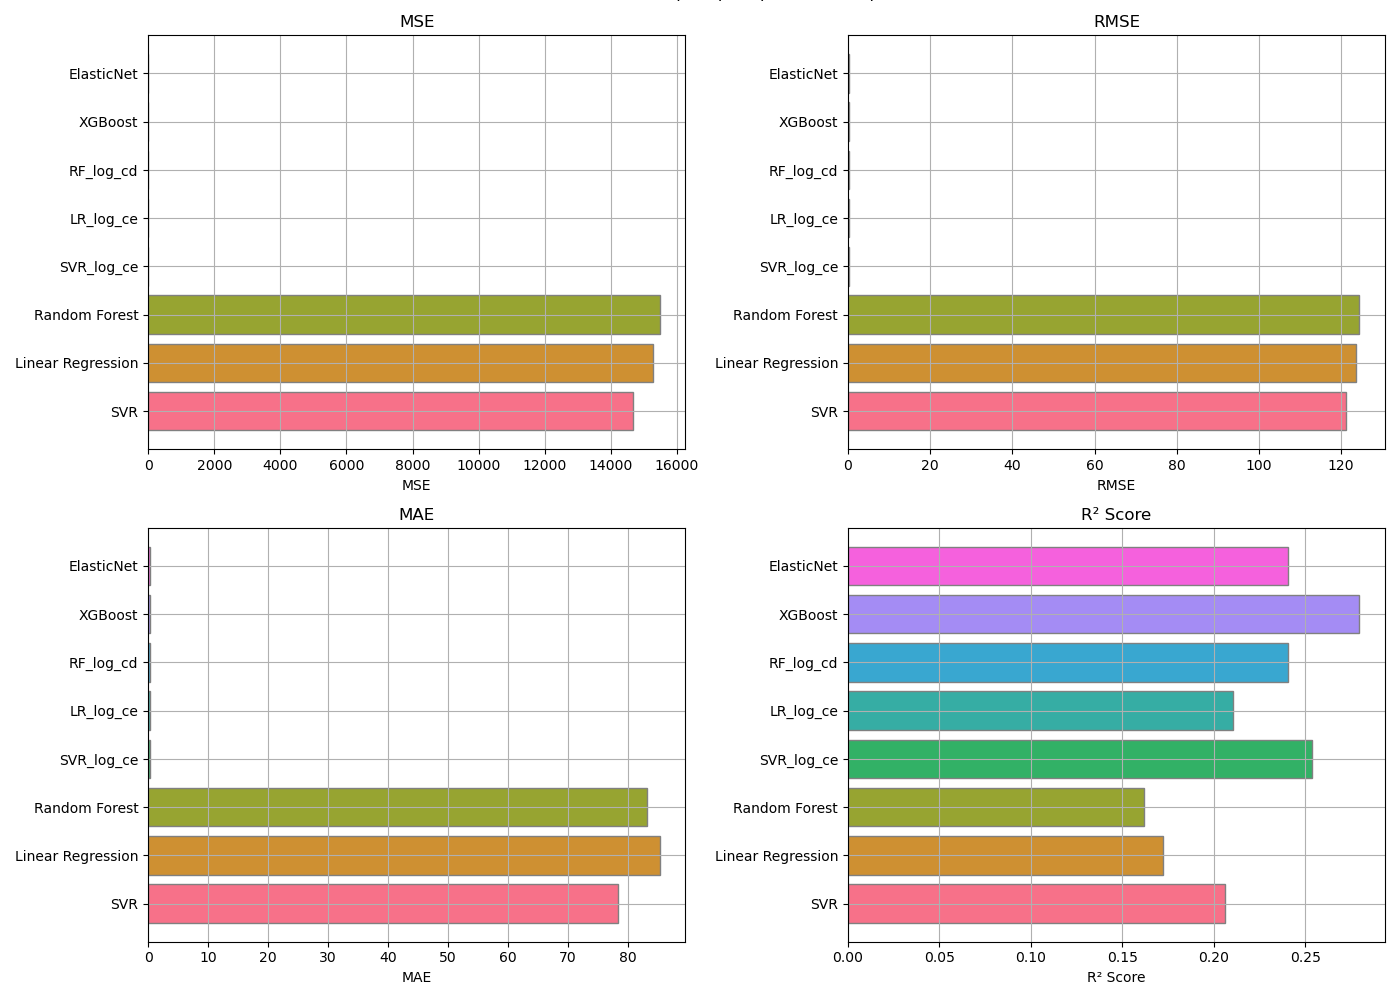 MSE
ElasticNet
XGBoost
RF_log_cd
LR_log_ce
SVR_log_ce
Random Forest
Linear Regression
SVR
0 2000 4000 6000 8000 10000 12000 14000 16000
MSE
RMSE
ElasticNet
XGBoost
RF_log_cd
LR_log_ce
SVR_log_ce
Random Forest
Linear Regression
SVR
0 20 40 60 80 100 120
RMSE
MAE
ElasticNet
XGBoost
RF_log_cd
LR_log_ce
SVR_log_ce
Random Forest
Linear Regression
SVR
0 10 20 30 40 50 60 70 80
MAE
R² Score
ElasticNet
XGBoost
RF_log_cd
LR_log_ce
SVR_log_ce
Random Forest
Linear Regression
SVR
0.00 0.05 0.10 0.15 0.20 0.25
R² Score